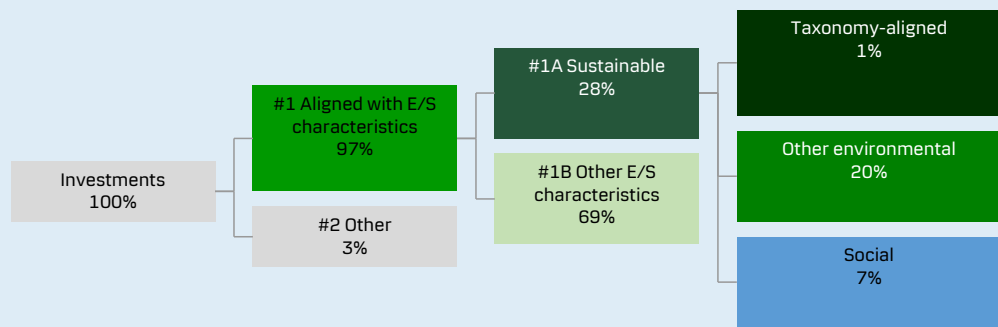 Investments
100%
#1 Aligned with E/S
characteristics
97%
#2 Other
3%
#1A Sustainable
28%
#1B Other E/S
characteristics
69%
Taxonomy-aligned
1%
Other environmental
20%
Social
7%